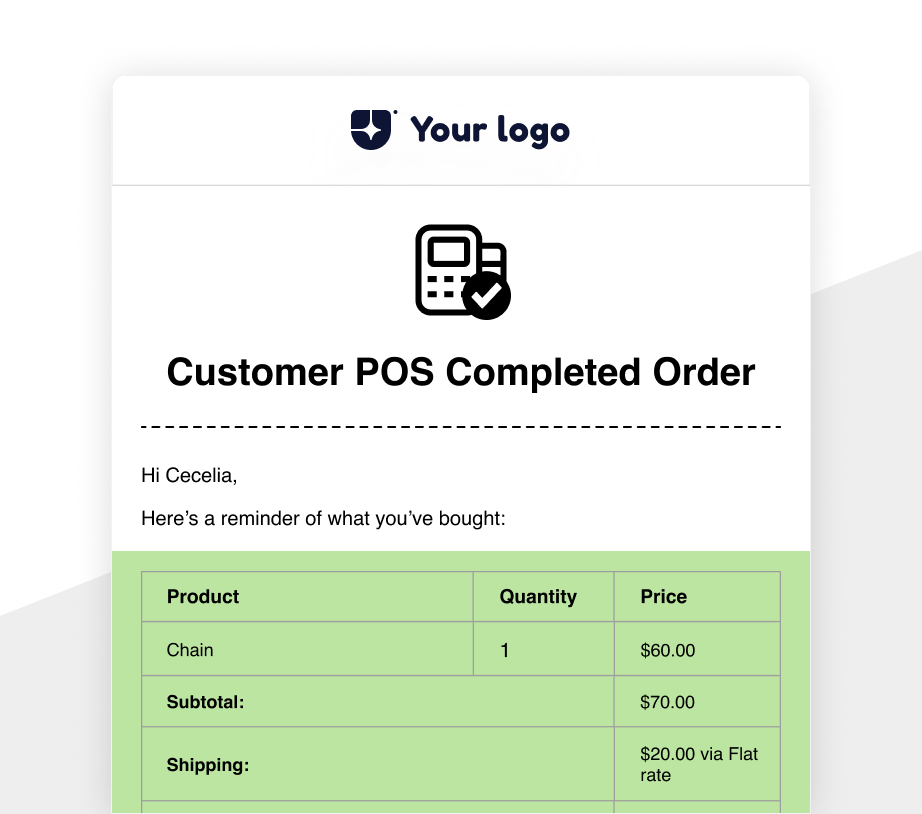 Your logo
Customer POS Completed Order
Hi Cecelia,
Here’s a reminder of what you’ve bought:
Product Quantity Price
Chain 1 $60.00
Subtotal: $70.00
Shipping: $20.00 via Flat
rate